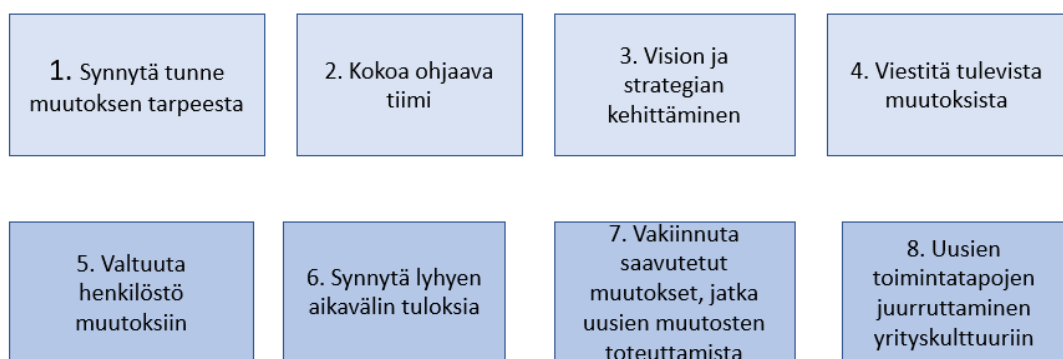 1. Synnytä tunne
muutoksen tarpeesta
2. Kokoa ohjaava
tiimi
3. Vision ja
strategian
kehittäminen
4. Viestitä tulevista
muutoksista
5. Valtuuta
henkilöstö
muutoksiin
6. Synnytä lyhyen
aikavälin tuloksia
7. Vakiinnuta
saavutetut
muutokset, jatka
uusien muutosten
toteuttamista
8. Uusien
toimintatapojen
juurruttaminen
yrityskulttuuriin